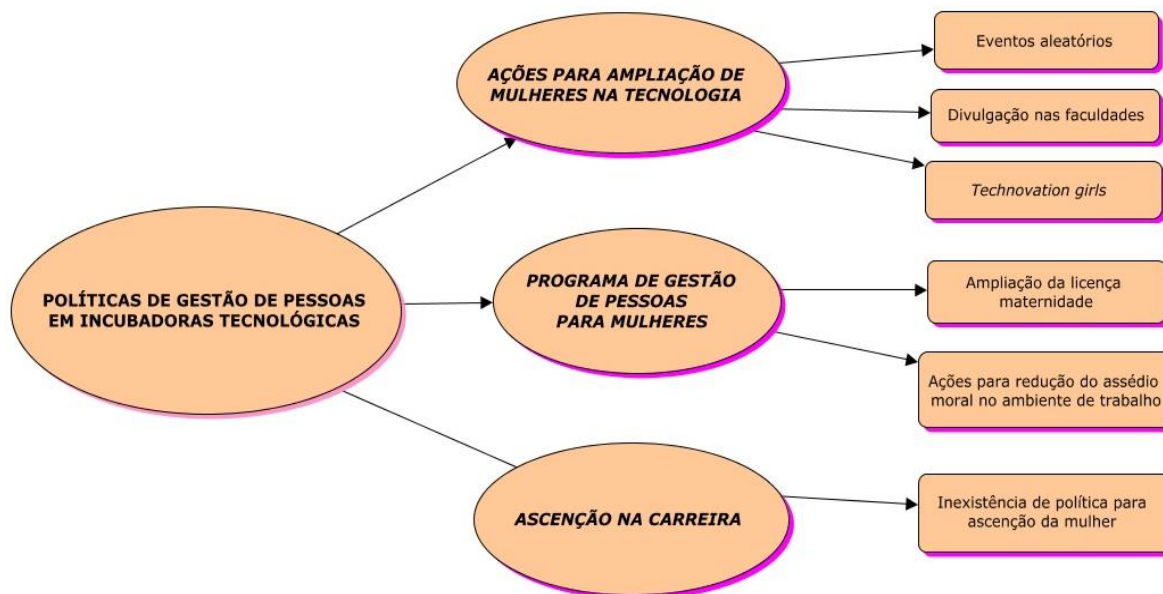 POLÍTICAS DE GESTÃO DE PESSOAS
EM INCUBADORAS TECNOLÓGICAS
AÇÕES PARA AMPLIAÇÃO DE
MULHERES NA TECNOLOGIA
Eventos aleatórios
Divulgação nas faculdades
Technovation girls
PROGRAMA DE GESTÃO
DE PESSOAS
PARA MULHERES
Ampliação da licença
maternidade
Ações para redução do assédio
moral no ambiente de trabalho
ASCENÇÃO NA CARREIRA
Inexistência de política para
ascenção da mulher